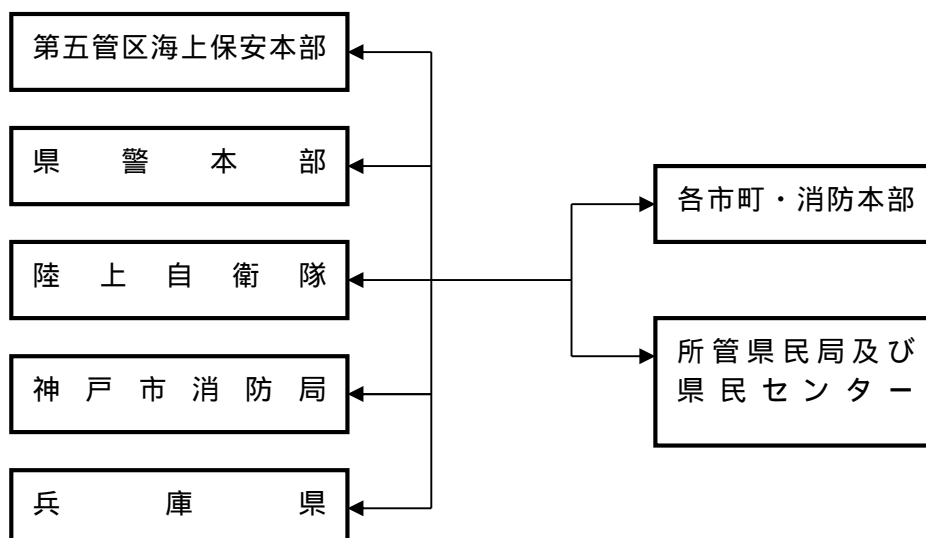 第五管区海上保安本部
県警本部
陸上自衛隊
神戸市消防局
兵庫県
各市町・消防本部
所管県民局及び
県民センター